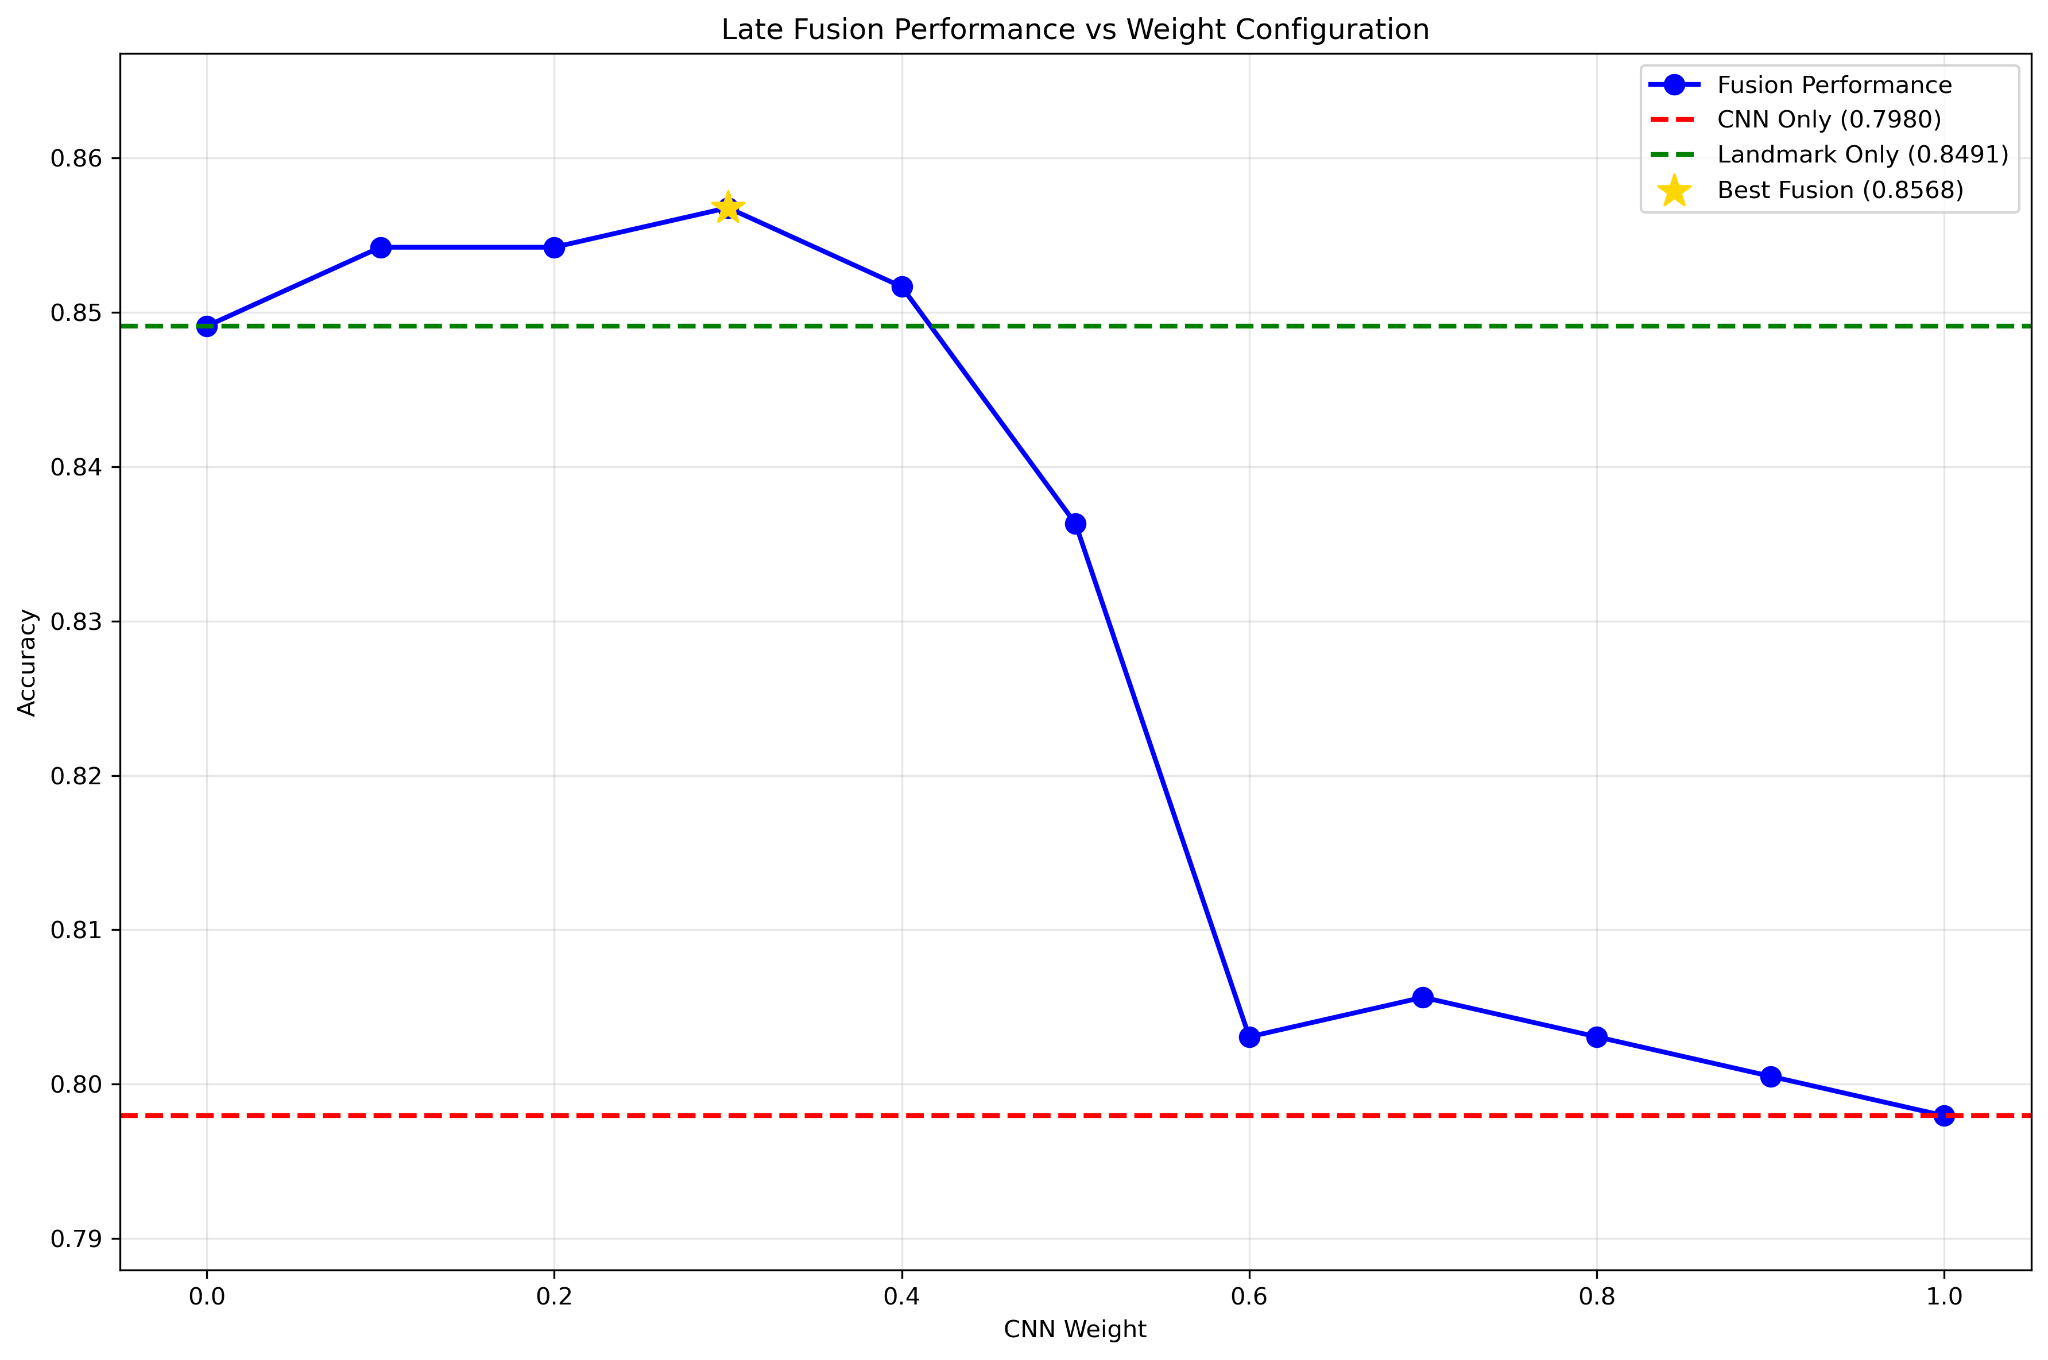 Late Fusion Performance vs Weight Configuration
Fusion Performance
CNN Only (0.7980)
Landmark Only (0.8491)
Best Fusion (0.8568)
0.86
0.85
0.84
0.83
0.82
0.81
0.80
0.79
Accuracy
0.0 0.2 0.4 0.6 0.8 1.0
CNN Weight